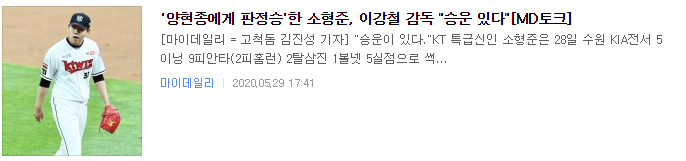 '양현종에게 판정승'한 소형준, 이강철 감독 "승운 있다"[MD토크]
[마이데일리 = 고척돔 김진성 기자] "승운이 있다."KT 특급신인 소형준은 28일 수원 KIA전서 5
이닝 9피안타(2피홈런) 2탈삼진 1볼넷 5실점으로 썩...
마이데일리 | 2020,05,29 17:41
ktwiz